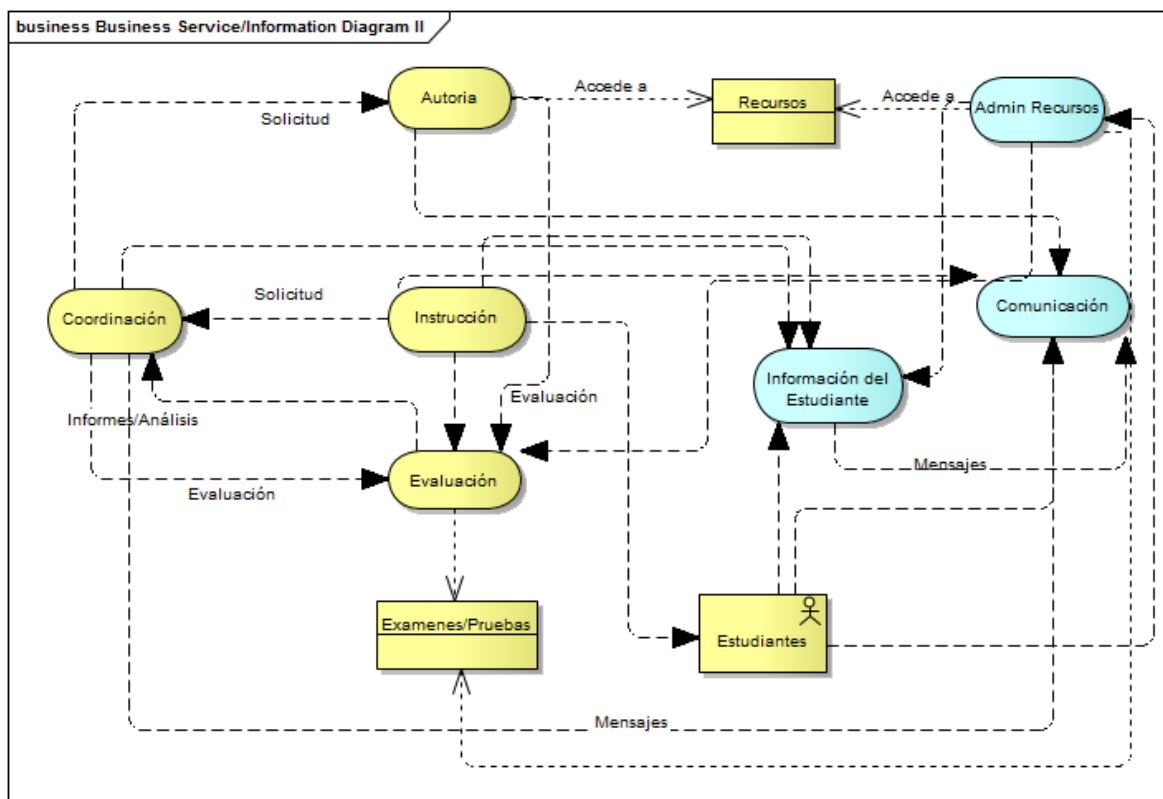 business Business Service/Information Diagram II
Autoria
Accede a
Recursos
Accede a
Admin Recursos
Solicitud
Solicitud
Coordinación
Instrucción
Comunicación
Información del
Estudiante
Evaluación
Informes/Análisis
Mensajes
Evaluación
Evaluación
Examenes/Pruebas
Estudiantes
Mensajes